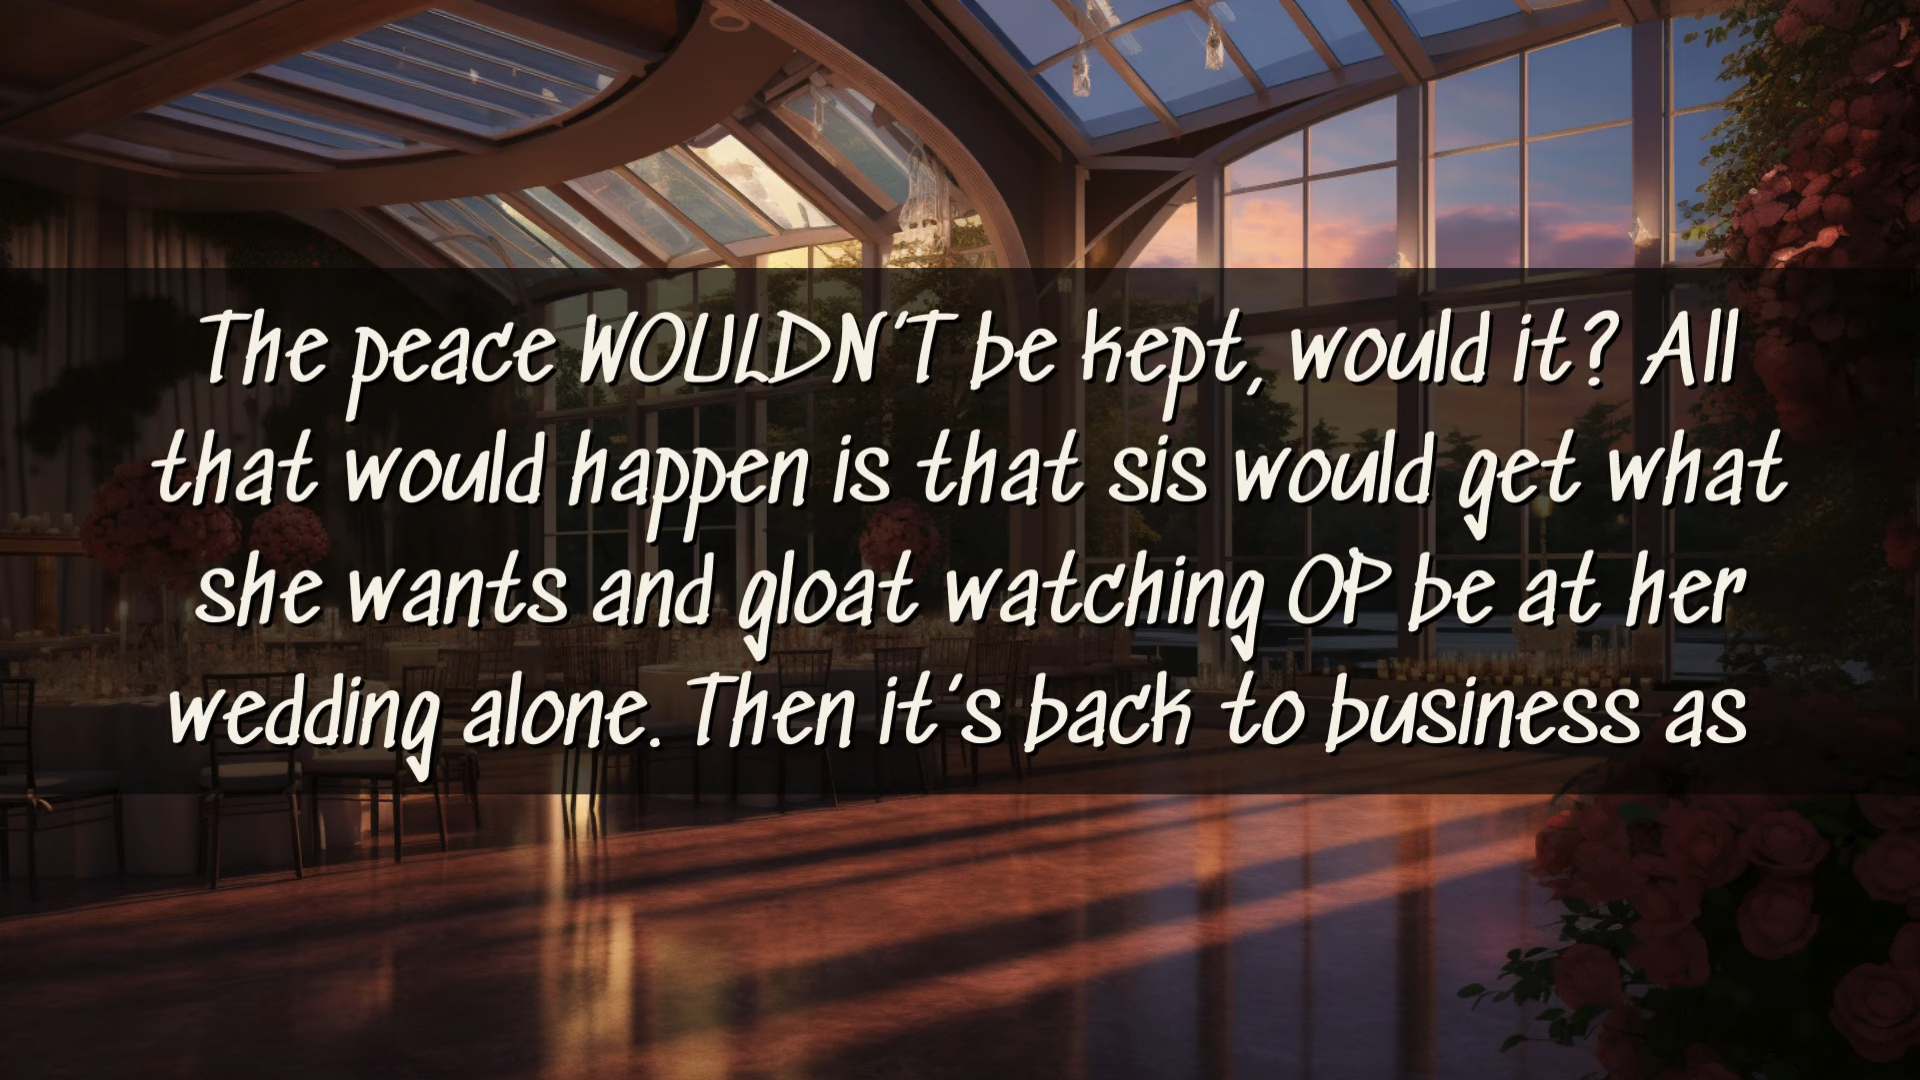 The peace WOULDN'T be kept, would it? All
that would happen is that sis would get what
she wants and gloat watching OP be at her
wedding alone. Then it's back to business as